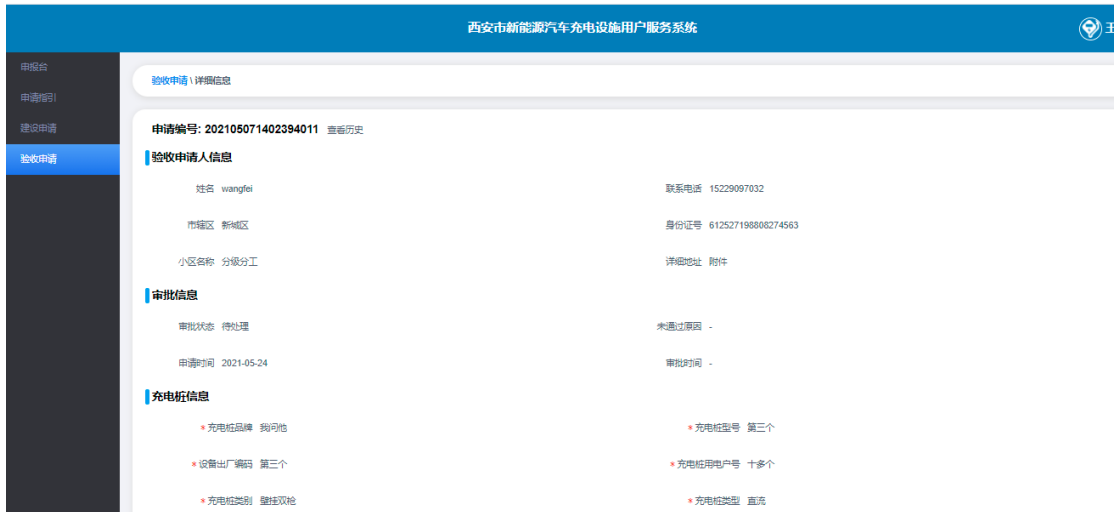 西安市新能源汽车充电设施用户服务系统
王
申报台
申请指引
建设申请
验收申请
验收申请 \ 详细信息
申请编号: 202105071402394011 查看历史
验收申请人信息
姓名 wangfei 联系电话 15229097032
市辖区 新城区 身份证号 612527198808274563
小区名称 分级分工 详细地址 附件
审批信息
审批状态 待处理 未通过原因 -
申请时间 2021-05-24 审批时间 -
充电桩信息
* 充电桩品牌 我问他 * 充电桩型号 第三个
* 设备出厂编码 第三个 * 充电桩用电户号 十多个
* 充电桩类别 壁挂双枪 * 充电桩类型 直流